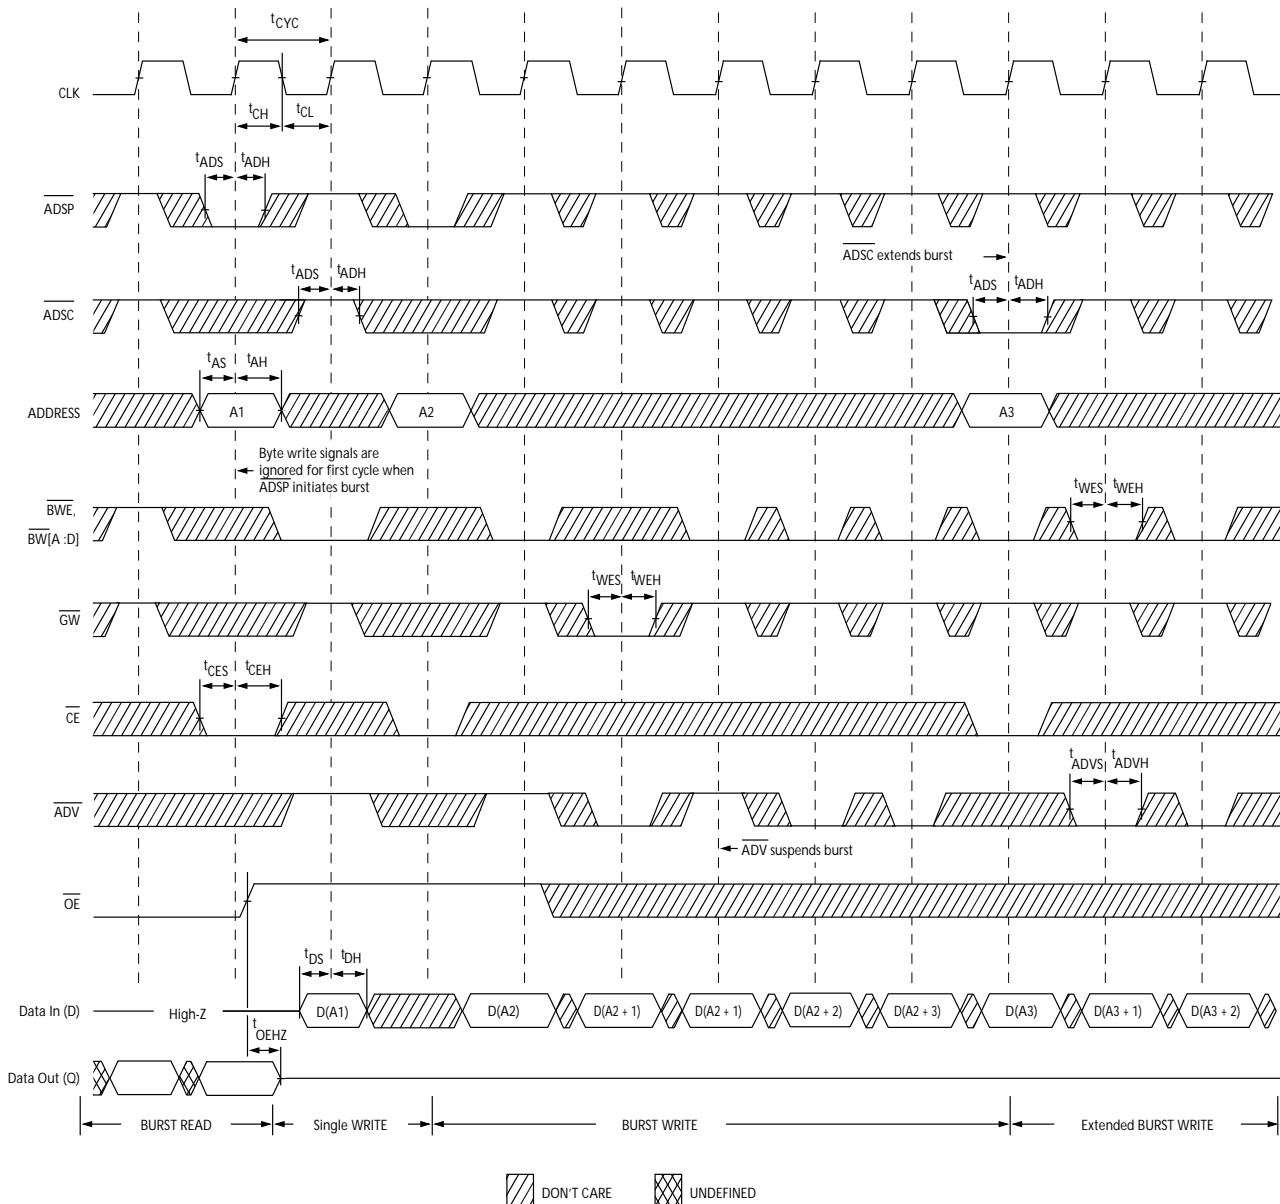 tCYC
CLK
tCH tCL
tADS tADH
ADSP
ADSC extends burst
tADS tADH
tADS tADH
ADSC
tAS tAH
ADDRESS
A1
A2
A3
Byte write signals are
ignored for first cycle when
ADSP initiates burst
BWE,
BW[A :D]
tWES tWEH
tWES tWEH
GW
tCES tCEH
CE
tADVS tADVH
ADV
ADV suspends burst
OE
tDS tDH
Data In (D)
High-Z
D(A1)
D(A2)
D(A2 + 1)
D(A2 + 1)
D(A2 + 2)
D(A2 + 3)
D(A3)
D(A3 + 1)
D(A3 + 2)
tOEHZ
Data Out (Q)
BURST READ
Single WRITE
BURST WRITE
Extended BURST WRITE
DON'T CARE
UNDEFINED